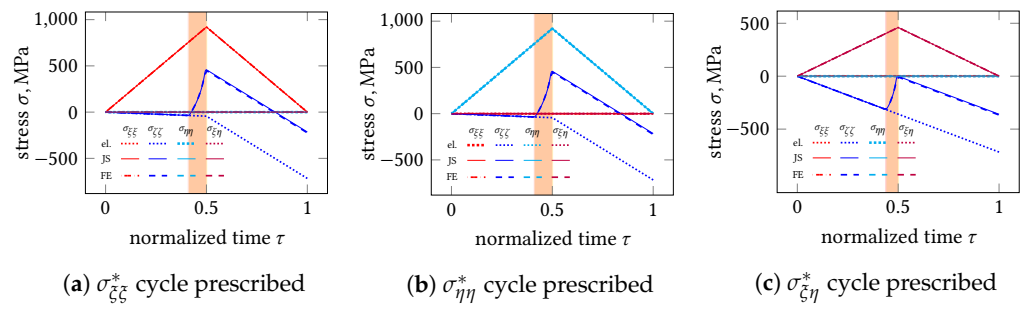 1,000
500
0
−500
stress σ, MPa
σξξ σζζ σηη σξη
el.
JS
FE
0 0.5 1
normalized time τ
(a) σ*ξξ cycle prescribed
1,000
500
0
−500
stress σ, MPa
σξξ σζζ σηη σξη
el.
JS
FE
0 0.5 1
normalized time τ
(b) σ*ηη cycle prescribed
500
0
−500
stress σ, MPa
σξξ σζζ σηη σξη
el.
JS
FE
0 0.5 1
normalized time τ
(c) σ*ξη cycle prescribed